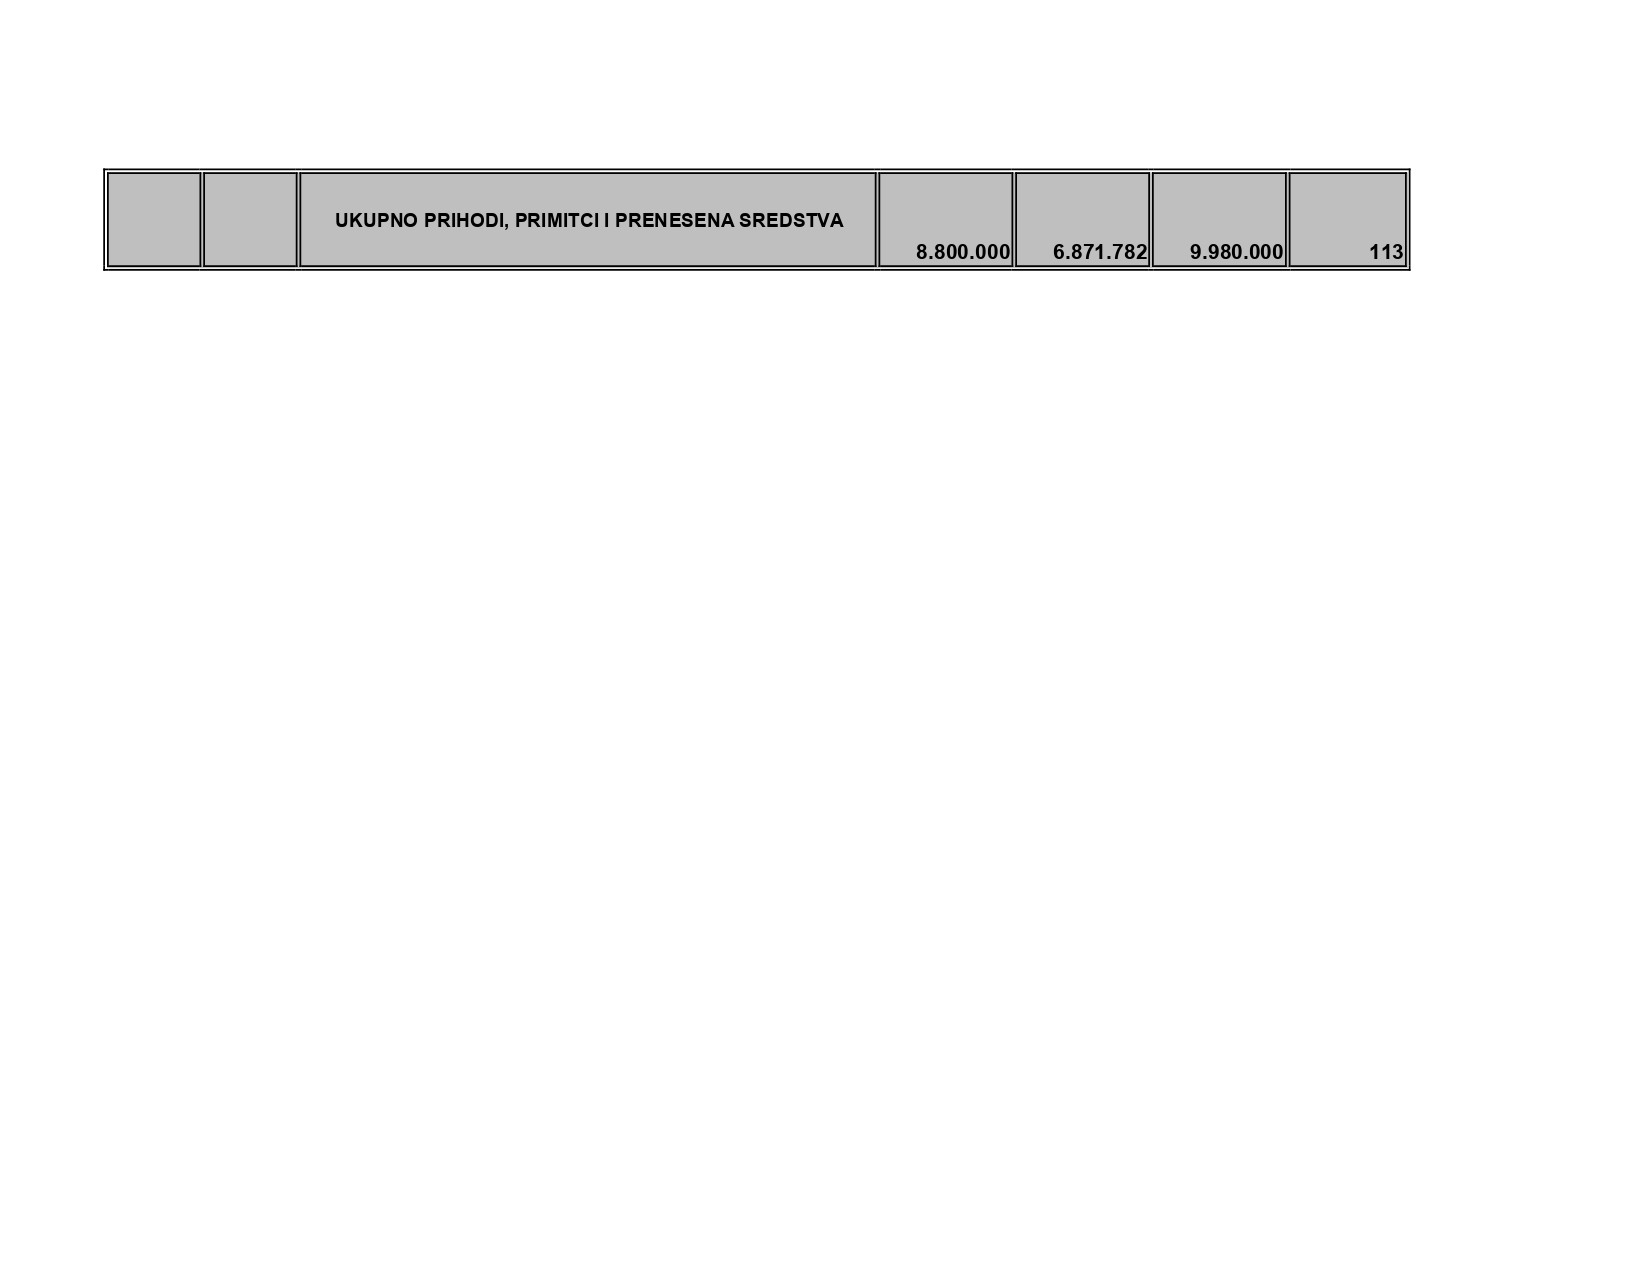 UKUPNO PRIHODI, PRIMITCI I PRENESENA SREDSTVA
8.800.000 6.871.782 9.980.000 113